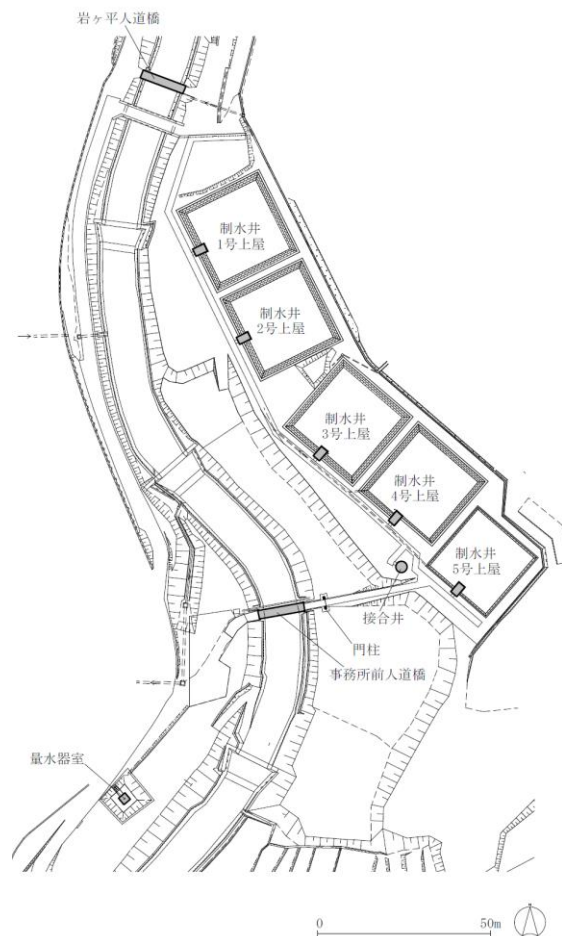 岩ヶ平人道橋
制水井
1号上屋
制水井
2号上屋
制水井
3号上屋
制水井
4号上屋
制水井
5号上屋
接合井
門柱
事務所前人道橋
量水器室
0
50m